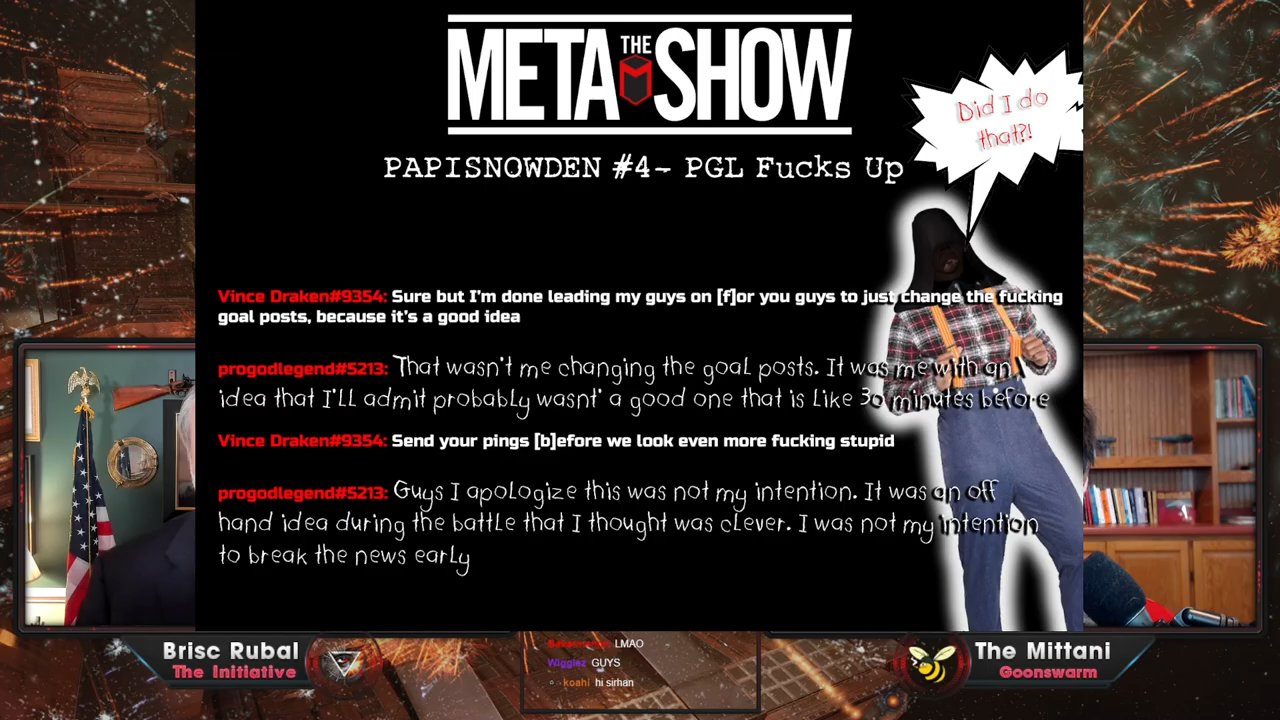 META THE SHOW
Did I do
that?!
PAPISNOWDEN #4- PGL Fucks Up
Vince Draken#9354: Sure but I'm done leading my guys on [f]or you guys to just change the fucking
goal posts, because it's a good idea
progodlegend#5213: That wasn't me changing the goal posts. It was me with an
idea that I'll admit probably wasnt' a good one that is like 30 minutes before
Vince Draken#9354: Send your pings [b]efore we look even more fucking stupid
progodlegend#5213: Guys I apologize this was not my intention. It was an off
hand idea during the battle that I thought was clever. I was not my intention
to break the news early
Brisc Rubal
The Initiative
LMAO
Wigglez GUYS
koahi hi sirhan
The Mittani
Goonswarm